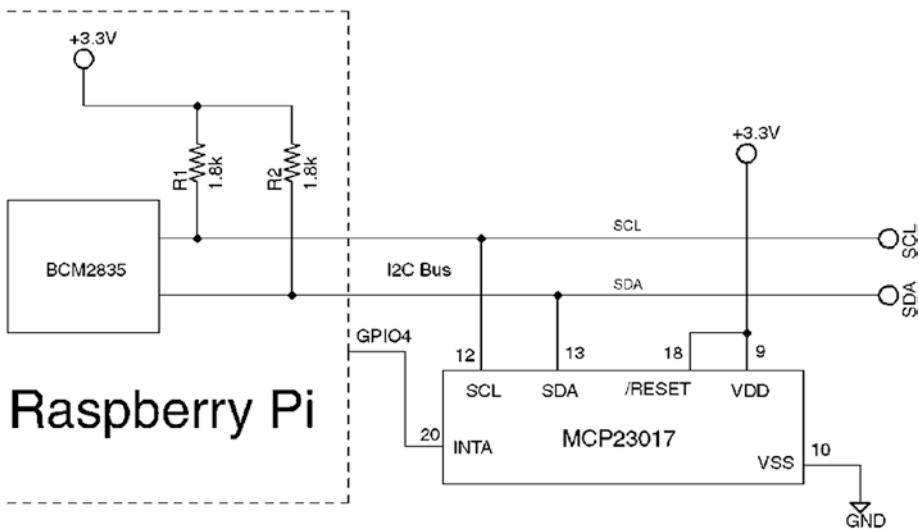 +3.3V
R1
1.8k
R2
1.8k
+3.3V
SCL
SCL
BCM2835
I2C Bus
SDA
SDA
GPIO4
12
13
18
9
SCL
SDA
/RESET
VDD
Raspberry Pi
20
INTA
MCP23017
10
VSS
GND